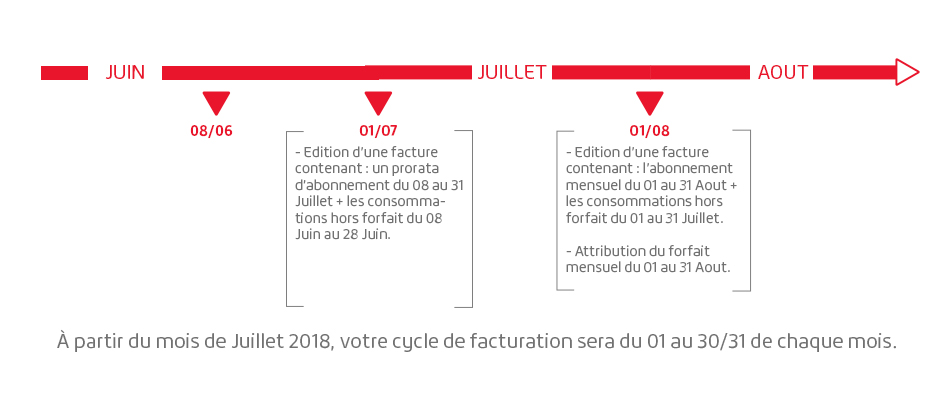 JUIN
JUILLET
AOUT
08/06
01/07
- Edition d'une facture
contenant : un prorata
d'abonnement du 08 au 31
Juillet + les consomma-
tions hors forfait du 08
Juin au 28 Juin.
01/08
- Edition d'une facture
contenant : l'abonnement
mensuel du 01 au 31 Aout +
les consommations hors
forfait du 01 au 31 Juillet.
- Attribution du forfait
mensuel du 01 au 31 Aout.
À partir du mois de Juillet 2018, votre cycle de facturation sera du 01 au 30/31 de chaque mois.